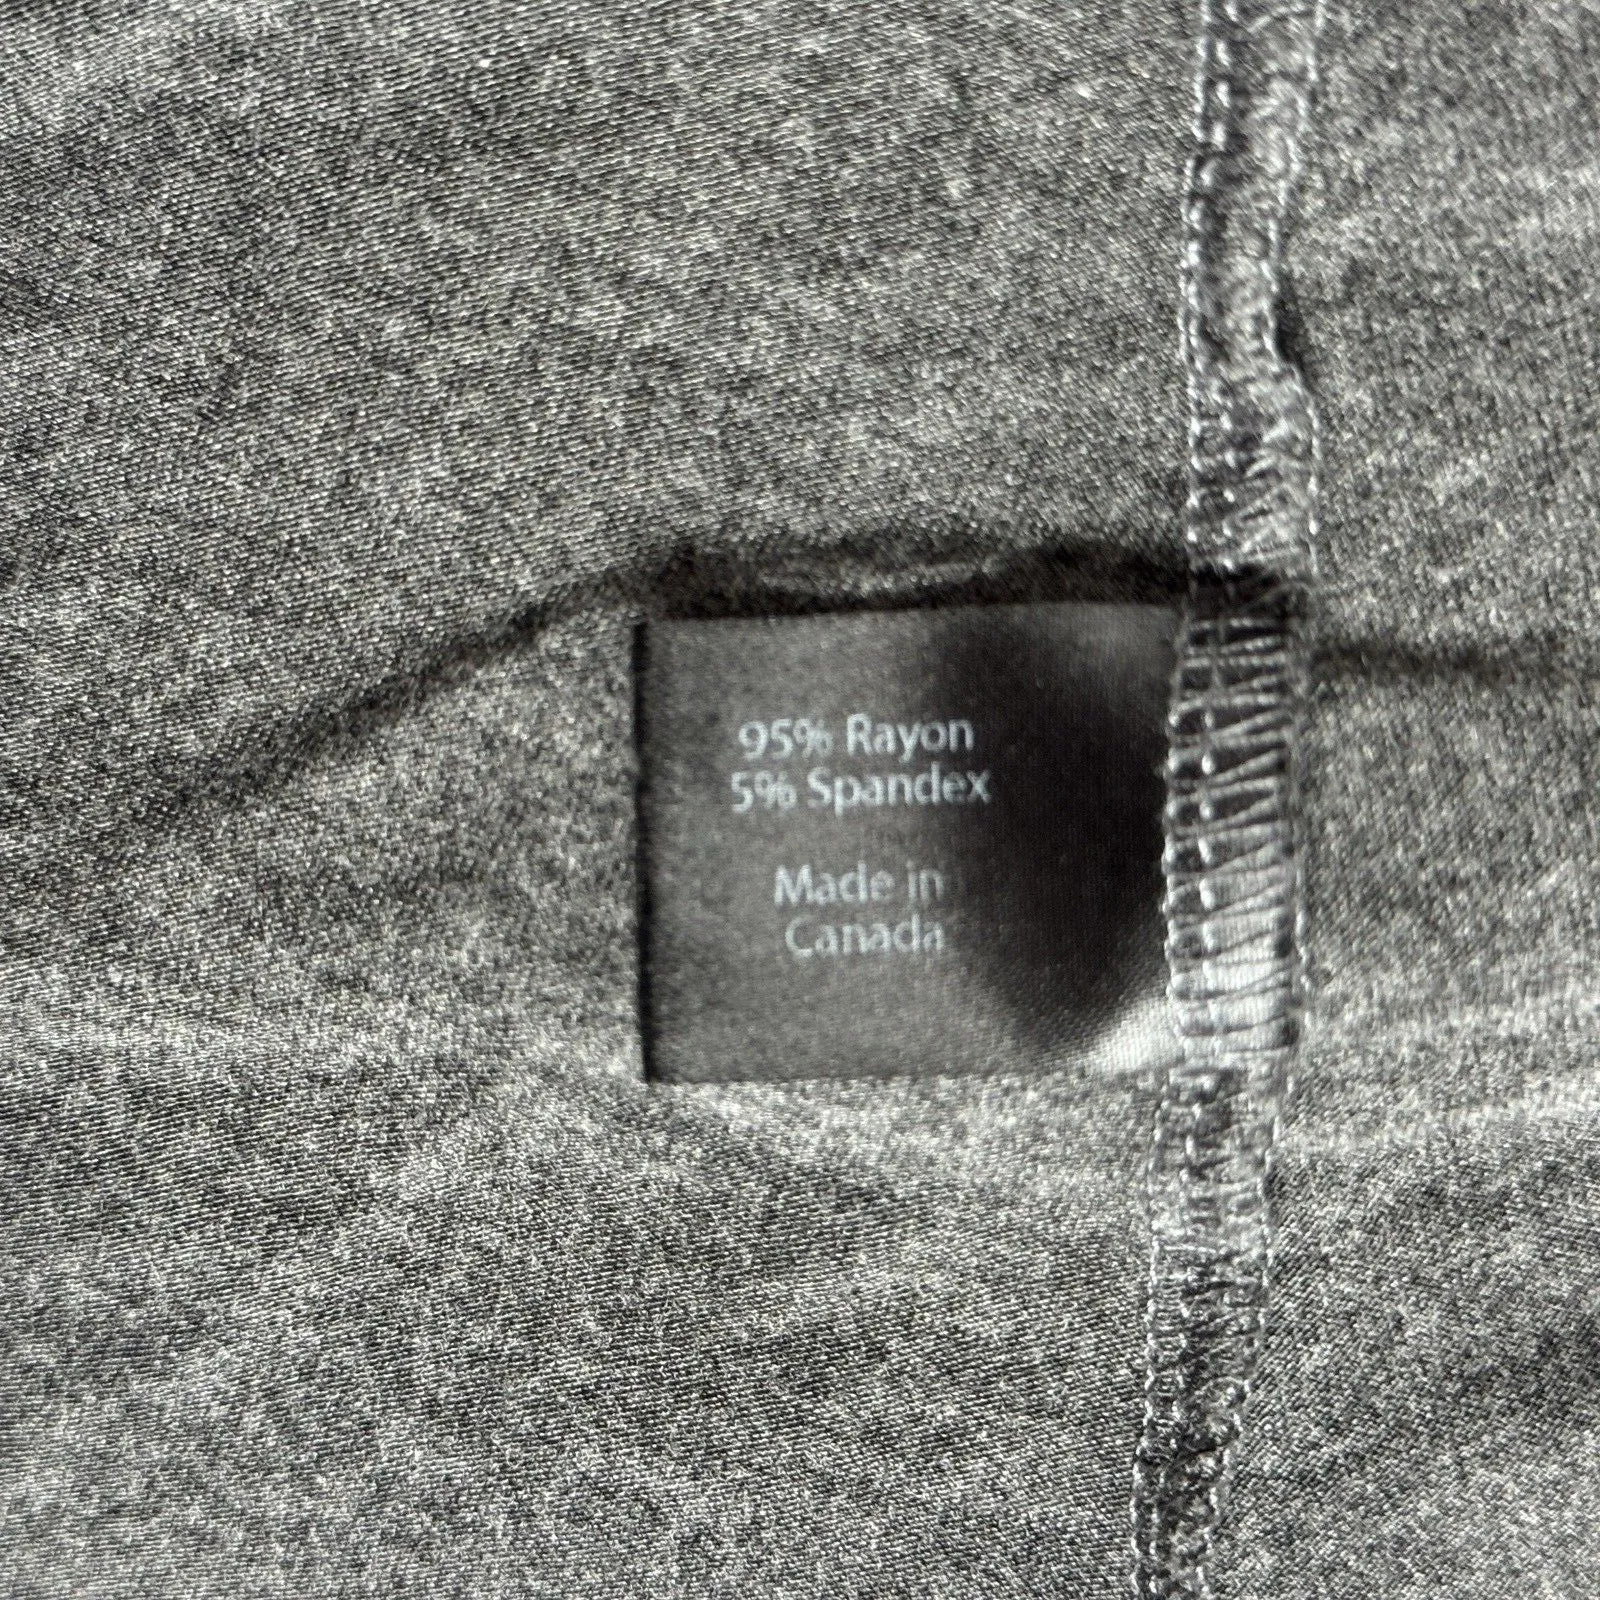 95% Rayon
5% Spandex
Made in
Canada